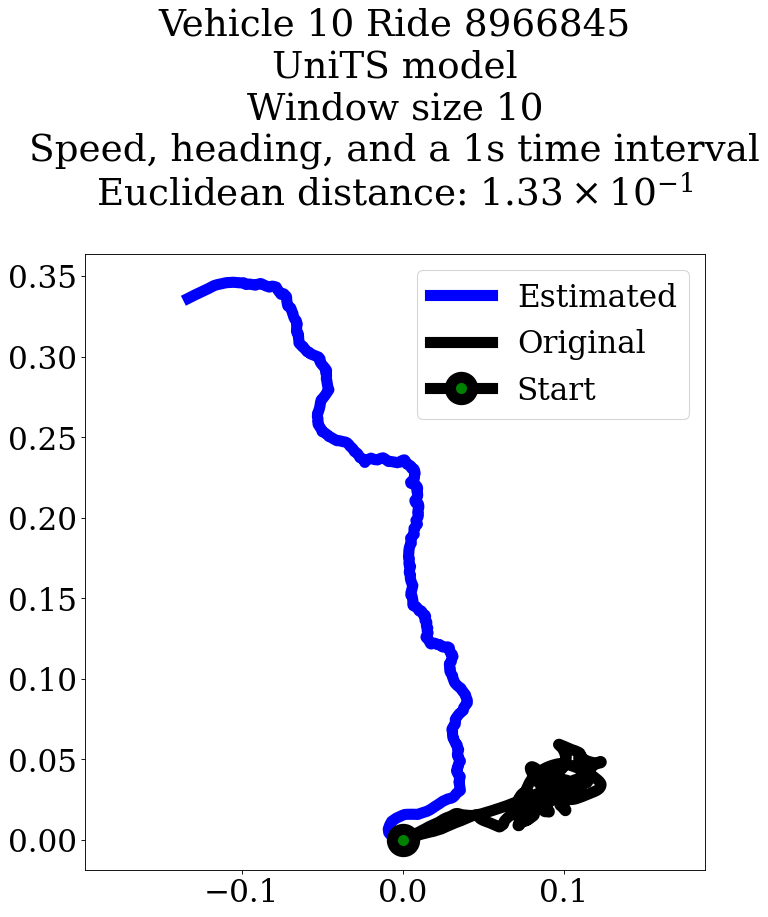 Vehicle 10 Ride 8966845
UniTS model
Window size 10
Speed, heading, and a 1s time interval
Euclidean distance: 1.33 × 10⁻¹
Estimated
Original
Start
0.35
0.30
0.25
0.20
0.15
0.10
0.05
0.00
−0.1 0.0 0.1